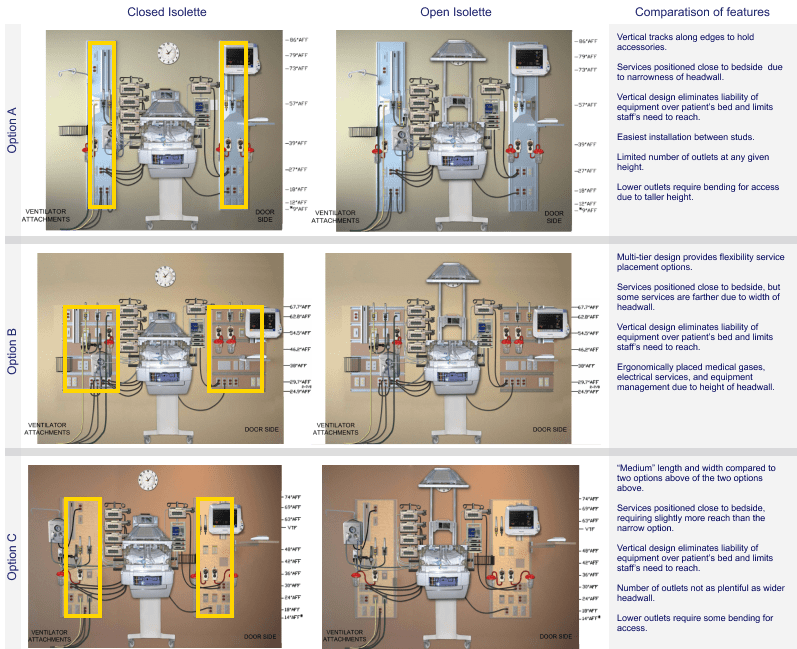 Closed Isolette
Open Isolette
Comparatison of features
Option A
86"AFF
79"AFF
73"AFF
57"AFF
39"AFF
27"AFF
18"AFF
12"AFF
*9"AFF
VENTILATOR
ATTACHMENTS
DOOR
SIDE
86"AFF
79"AFF
73"AFF
57"AFF
39"AFF
27"AFF
18"AFF
12"AFF
*9"AFF
VENTILATOR
ATTACHMENTS
DOOR
SIDE
Vertical tracks along edges to hold
accessories.
Services positioned close to bedside due
to narrowness of headwall.
Vertical design eliminates liability of
equipment over patient's bed and limits
staff's need to reach.
Easiest installation between studs.
Limited number of outlets at any given
height.
Lower outlets require bending for access
due to taller height.
Option B
67.7"AFF
62.8"AFF
54.5"AFF
46.2"AFF
38"AFF
29.7"AFF
24.9"AFF
VENTILATOR
ATTACHMENTS
DOOR SIDE
67.7"AFF
62.8"AFF
54.5"AFF
46.2"AFF
38"AFF
29.7"AFF
24.9"AFF
VENTILATOR
ATTACHMENTS
DOOR SIDE
Multi-tier design provides flexibility service
placement options.
Services positioned close to bedside, but
some services are farther due to width of
headwall.
Vertical design eliminates liability of
equipment over patient's bed and limits
staff's need to reach.
Ergonomically placed medical gases,
electrical services, and equipment
management due to height of headwall.
Option C
74"AFF
69"AFF
63"AFF
VTF
48"AFF
42"AFF
36"AFF
30"AFF
24"AFF
18"AFF
14"AFF*
VENTILATOR
ATTACHMENTS
DOOR SIDE
74"AFF
69"AFF
63"AFF
VTF
48"AFF
42"AFF
36"AFF
30"AFF
24"AFF
18"AFF
14"AFF*
VENTILATOR
ATTACHMENTS
DOOR SIDE
"Medium" length and width compared to
two options above of the two options
above.
Services positioned close to bedside,
requiring slightly more reach than the
narrow option.
Vertical design eliminates liability of
equipment over patient's bed and limits
staff's need to reach.
Number of outlets not as plentiful as wider
headwall.
Lower outlets require some bending for
access.